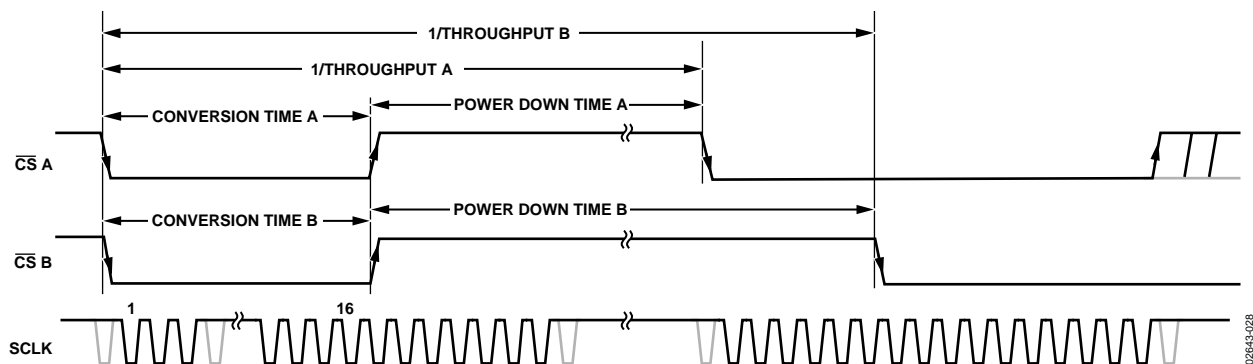 1/THROUGHPUT B
1/THROUGHPUT A
CONVERSION TIME A
POWER DOWN TIME A
CS A
CONVERSION TIME B
POWER DOWN TIME B
CS B
1
16
SCLK
02643-028